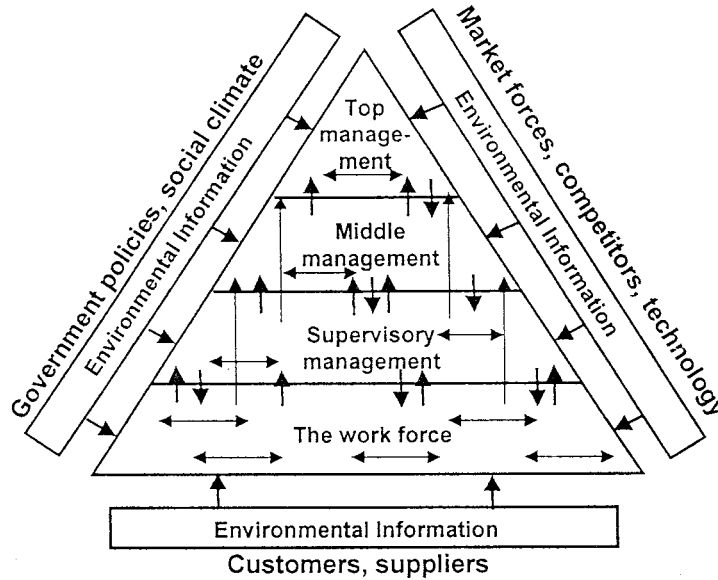 Government policies, social climate
Environmental Information
Market forces, competitors, technology
Environmental Information
Top
manage-
ment
Middle
management
Supervisory
management
The work force
Environmental Information
Customers, suppliers